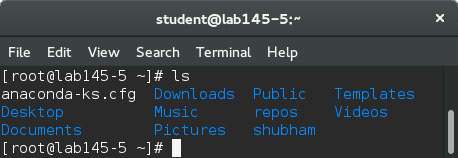 student@lab145-5:~
File Edit View Search Terminal Help
[root@lab145-5 ~]# ls
anaconda-ks.cfg Downloads Public Templates
Desktop Music repos Videos
Documents Pictures shubham
[root@lab145-5 ~]#